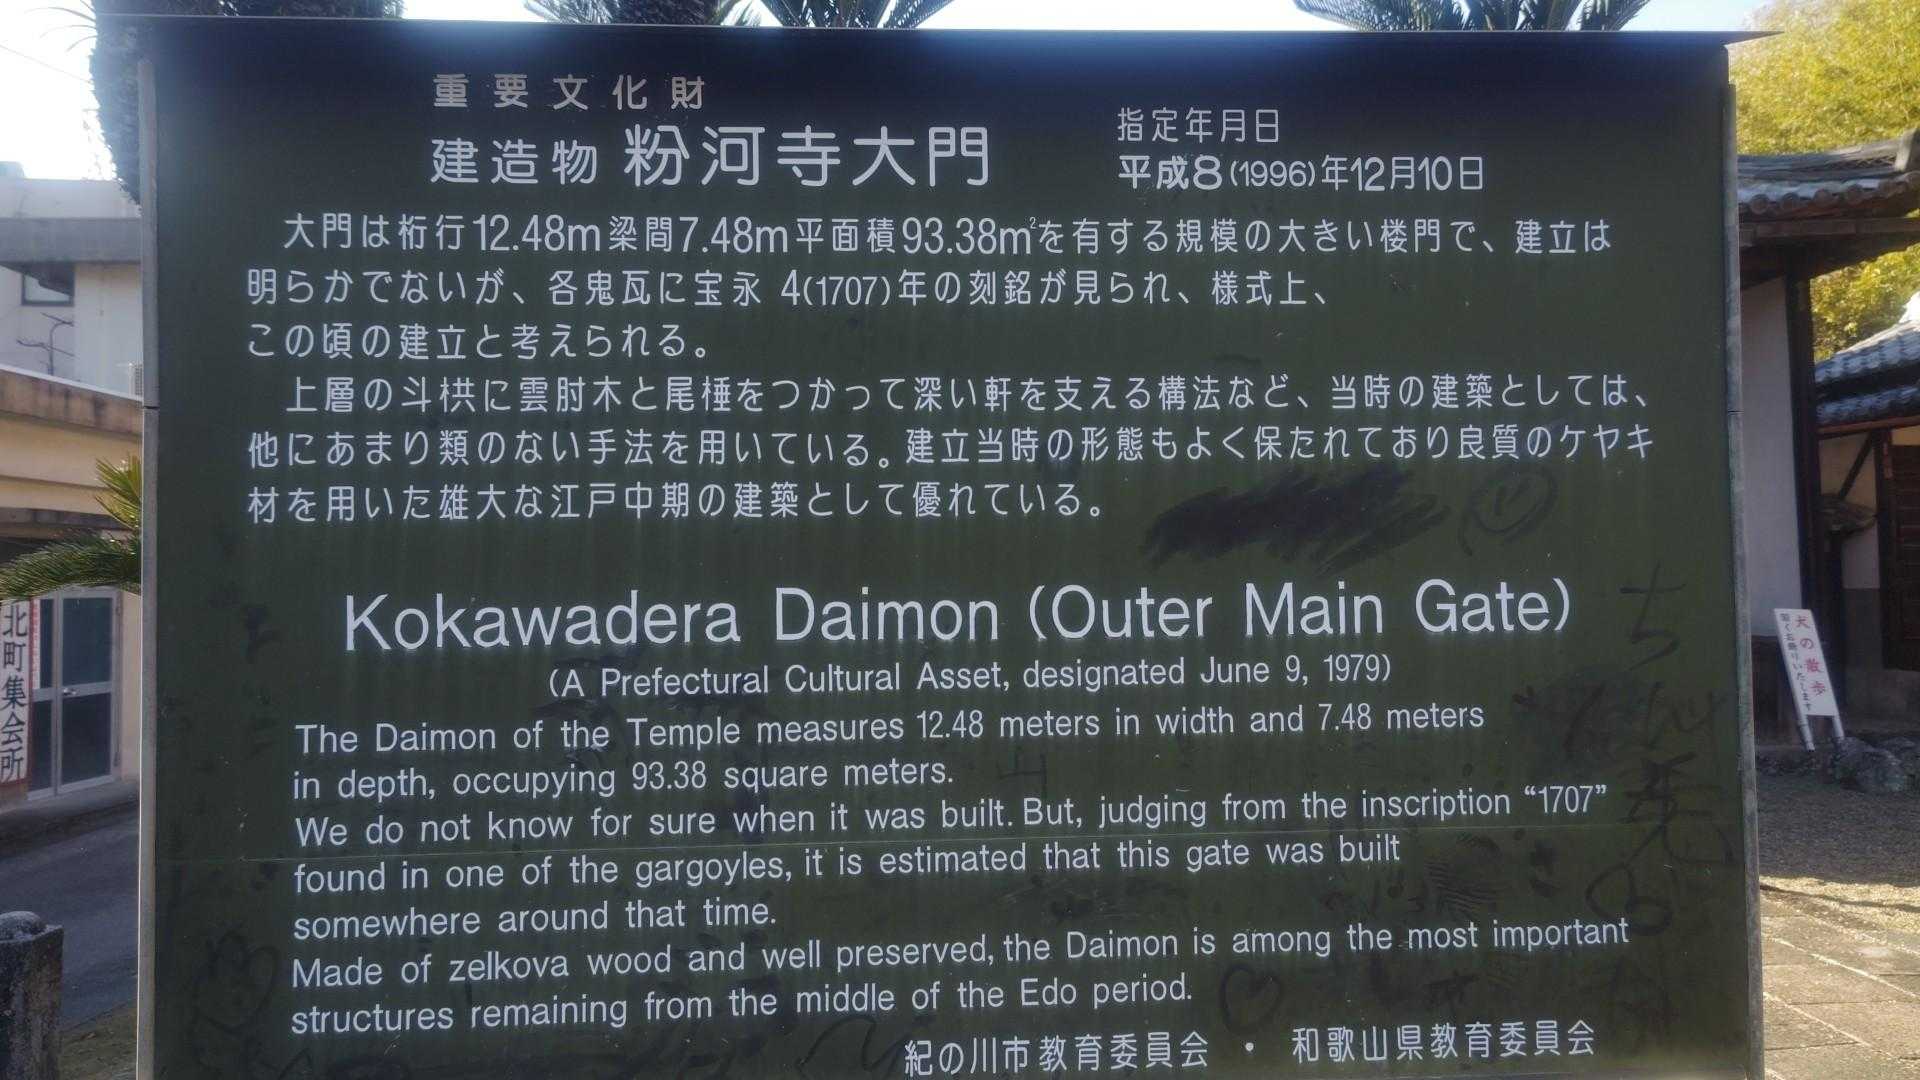 重要文化財
建造物 粉河寺大門
指定年月日
平成8(1996)年12月10日
大門は桁行12.48m梁間7.48m平面積93.38㎡を有する規模の大きい楼門で、建立は
明らかでないが、各鬼瓦に宝永 4(1707)年の刻銘が見られ、様式上、
この頃の建立と考えられる。
上層の斗栱に雲肘木と尾棰をつかって深い軒を支える構法など、当時の建築としては、
他にあまり類のない手法を用いている。建立当時の形態もよく保たれており良質のケヤキ
材を用いた雄大な江戸中期の建築として優れている。
Kokawadera Daimon (Outer Main Gate)
(A Prefectural Cultural Asset, designated June 9, 1979)
The Daimon of the Temple measures 12.48 meters in width and 7.48 meters
in depth, occupying 93.38 square meters.
We do not know for sure when it was built. But, judging from the inscription “1707”
found in one of the gargoyles, it is estimated that this gate was built
somewhere around that time.
Made of zelkova wood and well preserved, the Daimon is among the most important
structures remaining from the middle of the Edo period.
紀の川市教育委員会 ・ 和歌山県教育委員会
北町集会所
犬の散歩
固くお断りいたします